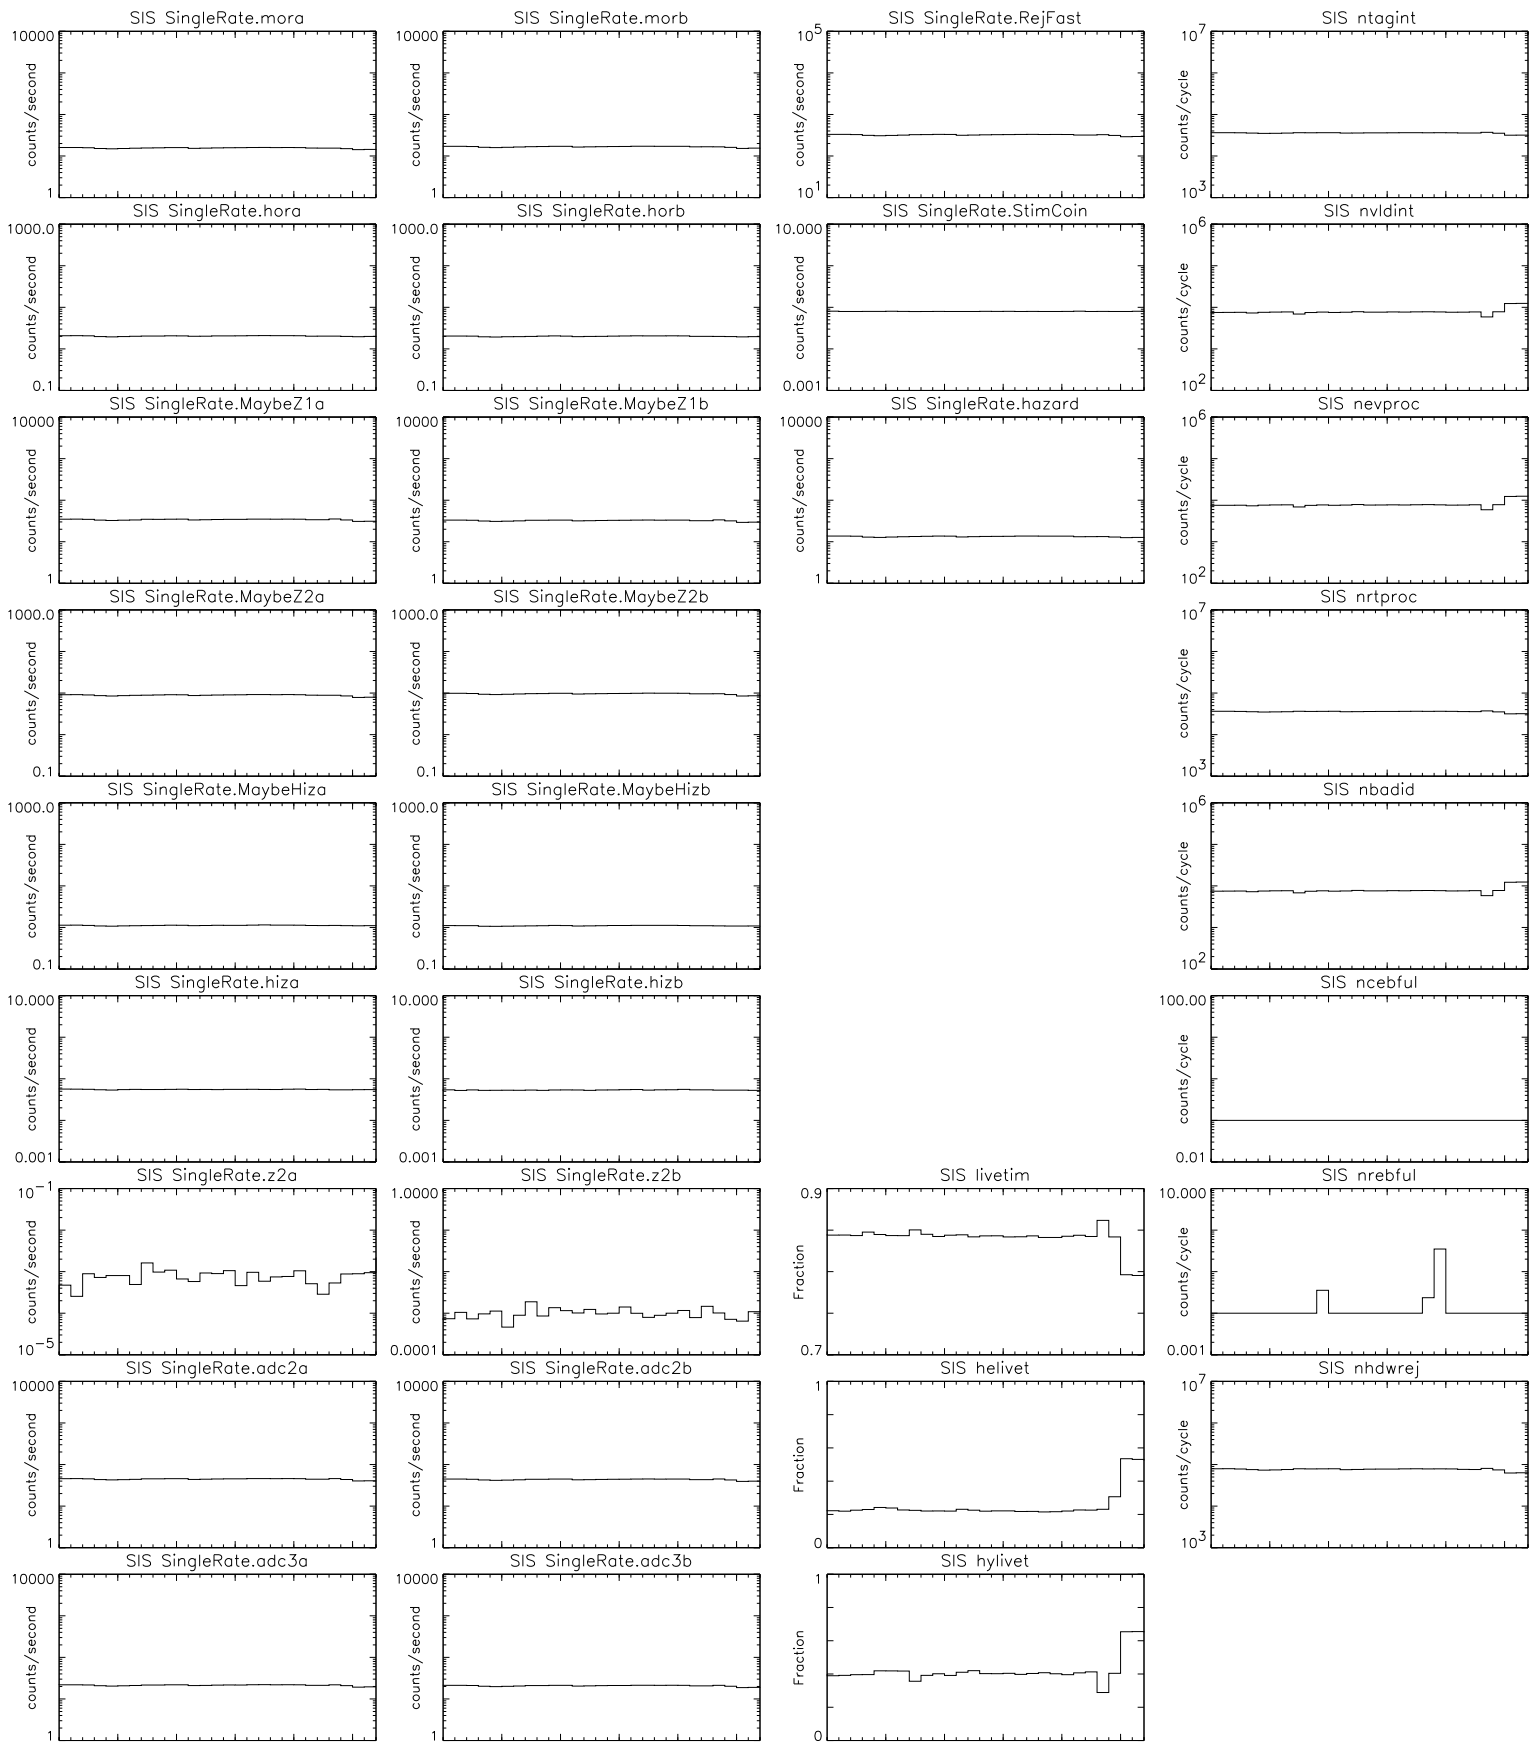 SIS SingleRate.mora
SIS SingleRate.morb
SIS SingleRate.RejFast
SIS ntagint
10000
counts/second
1
10000
counts/second
1
10^5
counts/second
10^1
10^7
counts/cycle
10^3
SIS SingleRate.hora
SIS SingleRate.horb
SIS SingleRate.StimCoin
SIS nvldint
1000.0
counts/second
0.1
1000.0
counts/second
0.1
10.000
counts/second
0.001
10^6
counts/cycle
10^2
SIS SingleRate.MaybeZ1a
SIS SingleRate.MaybeZ1b
SIS SingleRate.hazard
SIS nevproc
10000
counts/second
1
10000
counts/second
1
10000
counts/second
1
10^6
counts/cycle
10^2
SIS SingleRate.MaybeZ2a
SIS SingleRate.MaybeZ2b
SIS nrtproc
1000.0
counts/second
0.1
1000.0
counts/second
0.1
10^7
counts/cycle
10^3
SIS SingleRate.MaybeHiza
SIS SingleRate.MaybeHizb
SIS nbadid
1000.0
counts/second
0.1
1000.0
counts/second
0.1
10^6
counts/cycle
10^2
SIS SingleRate.hiza
SIS SingleRate.hizb
SIS ncebful
10.000
counts/second
0.001
10.000
counts/second
0.001
100.00
counts/cycle
0.01
SIS SingleRate.z2a
SIS SingleRate.z2b
SIS livetim
SIS nrebful
10^-1
counts/second
10^-5
1.0000
counts/second
0.0001
0.9
Fraction
0.7
10.000
counts/cycle
0.001
SIS SingleRate.adc2a
SIS SingleRate.adc2b
SIS helivet
SIS nhdwrej
10000
counts/second
1
10000
counts/second
1
1
Fraction
0
10^7
counts/cycle
10^3
SIS SingleRate.adc3a
SIS SingleRate.adc3b
SIS hylivet
10000
counts/second
1
10000
counts/second
1
1
Fraction
0